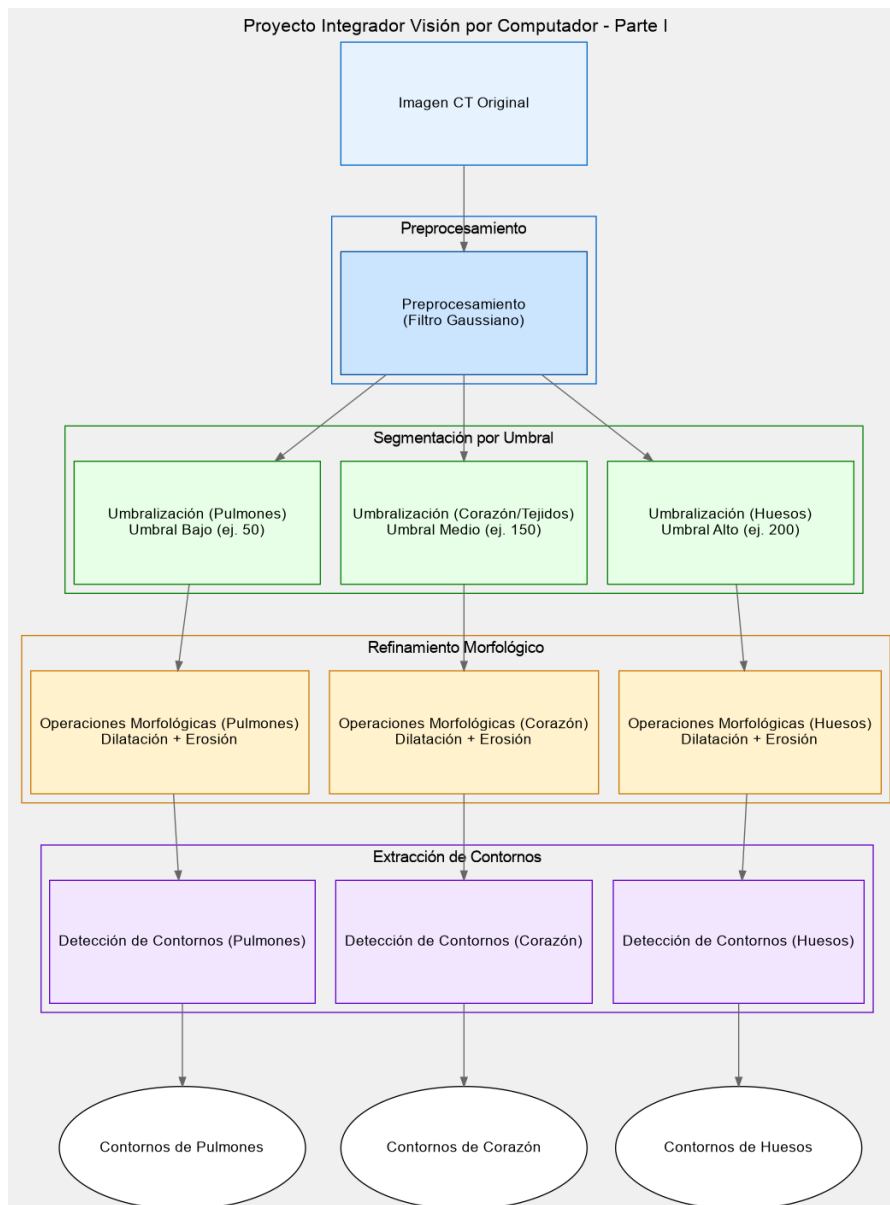 Proyecto Integrador Visión por Computador - Parte I
Imagen CT Original
Preprocesamiento
Preprocesamiento
(Filtro Gaussiano)
Segmentación por Umbral
Umbralización (Pulmones)
Umbral Bajo (ej. 50)
Umbralización (Corazón/Tejidos)
Umbral Medio (ej. 150)
Umbralización (Huesos)
Umbral Alto (ej. 200)
Refinamiento Morfológico
Operaciones Morfológicas (Pulmones)
Dilatación + Erosión
Operaciones Morfológicas (Corazón)
Dilatación + Erosión
Operaciones Morfológicas (Huesos)
Dilatación + Erosión
Extracción de Contornos
Detección de Contornos (Pulmones)
Detección de Contornos (Corazón)
Detección de Contornos (Huesos)
Contornos de Pulmones
Contornos de Corazón
Contornos de Huesos